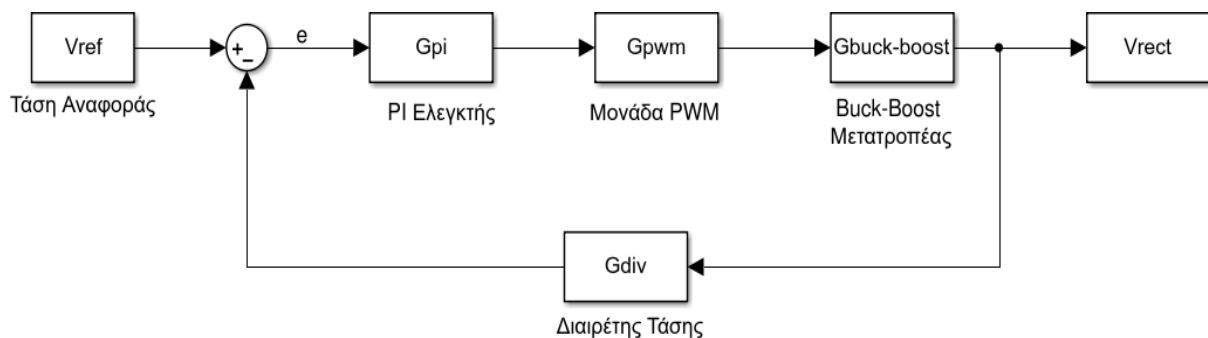 Vref
+
−
e
Gpi
Gpwm
Gbuck-boost
Vrect
Τάση Αναφοράς
PI Ελεγκτής
Μονάδα PWM
Buck-Boost
Μετατροπέας
Gdiv
Διαιρέτης Τάσης